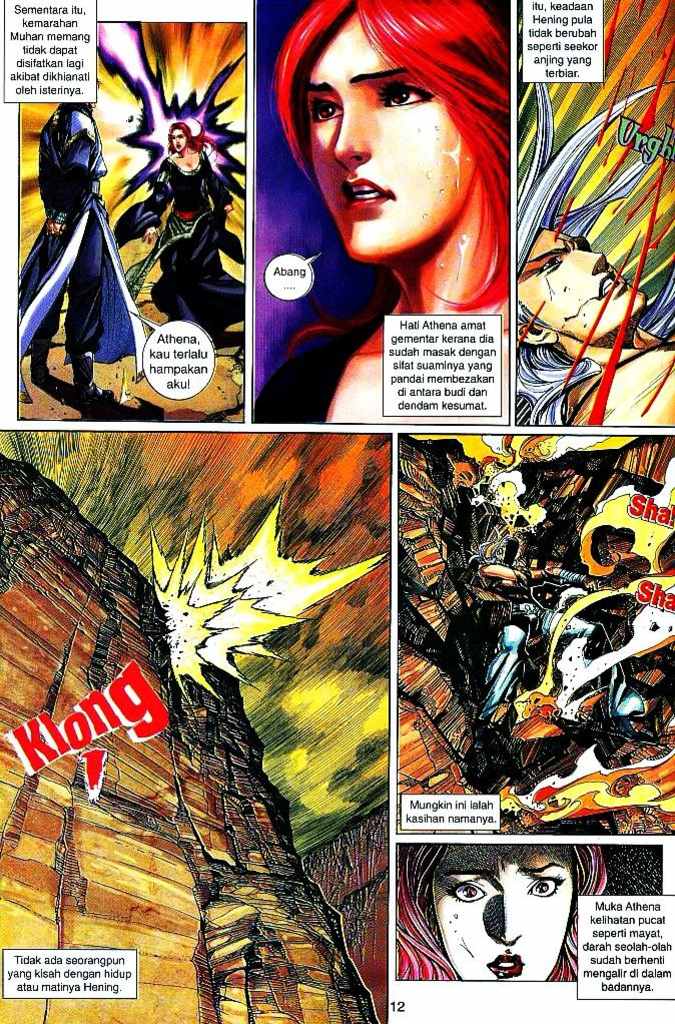 Sementara itu,
kemarahan
Muhan memang
tidak dapat
disifatkan lagi
akibat dikhianati
oleh isterinya.
Athena,
kau terlalu
hampakan
aku!
Abang
....
Hati Athena amat
gementar kerana dia
sudah masak dengan
sifat suaminya yang
pandai membezakan
di antara budi dan
dendam kesumat.
itu, keadaan
Hening pula
tidak berubah
seperti seekor
anjing yang
terbiar.
Urgh
Klong
!
Tidak ada seorangpun
yang kisah dengan hidup
atau matinya Hening.
Sha
Sha
Mungkin ini ialah
kasihan namanya.
Muka Athena
kelihatan pucat
seperti mayat,
darah seolah-olah
sudah berhenti
mengalir di dalam
badannya.
12